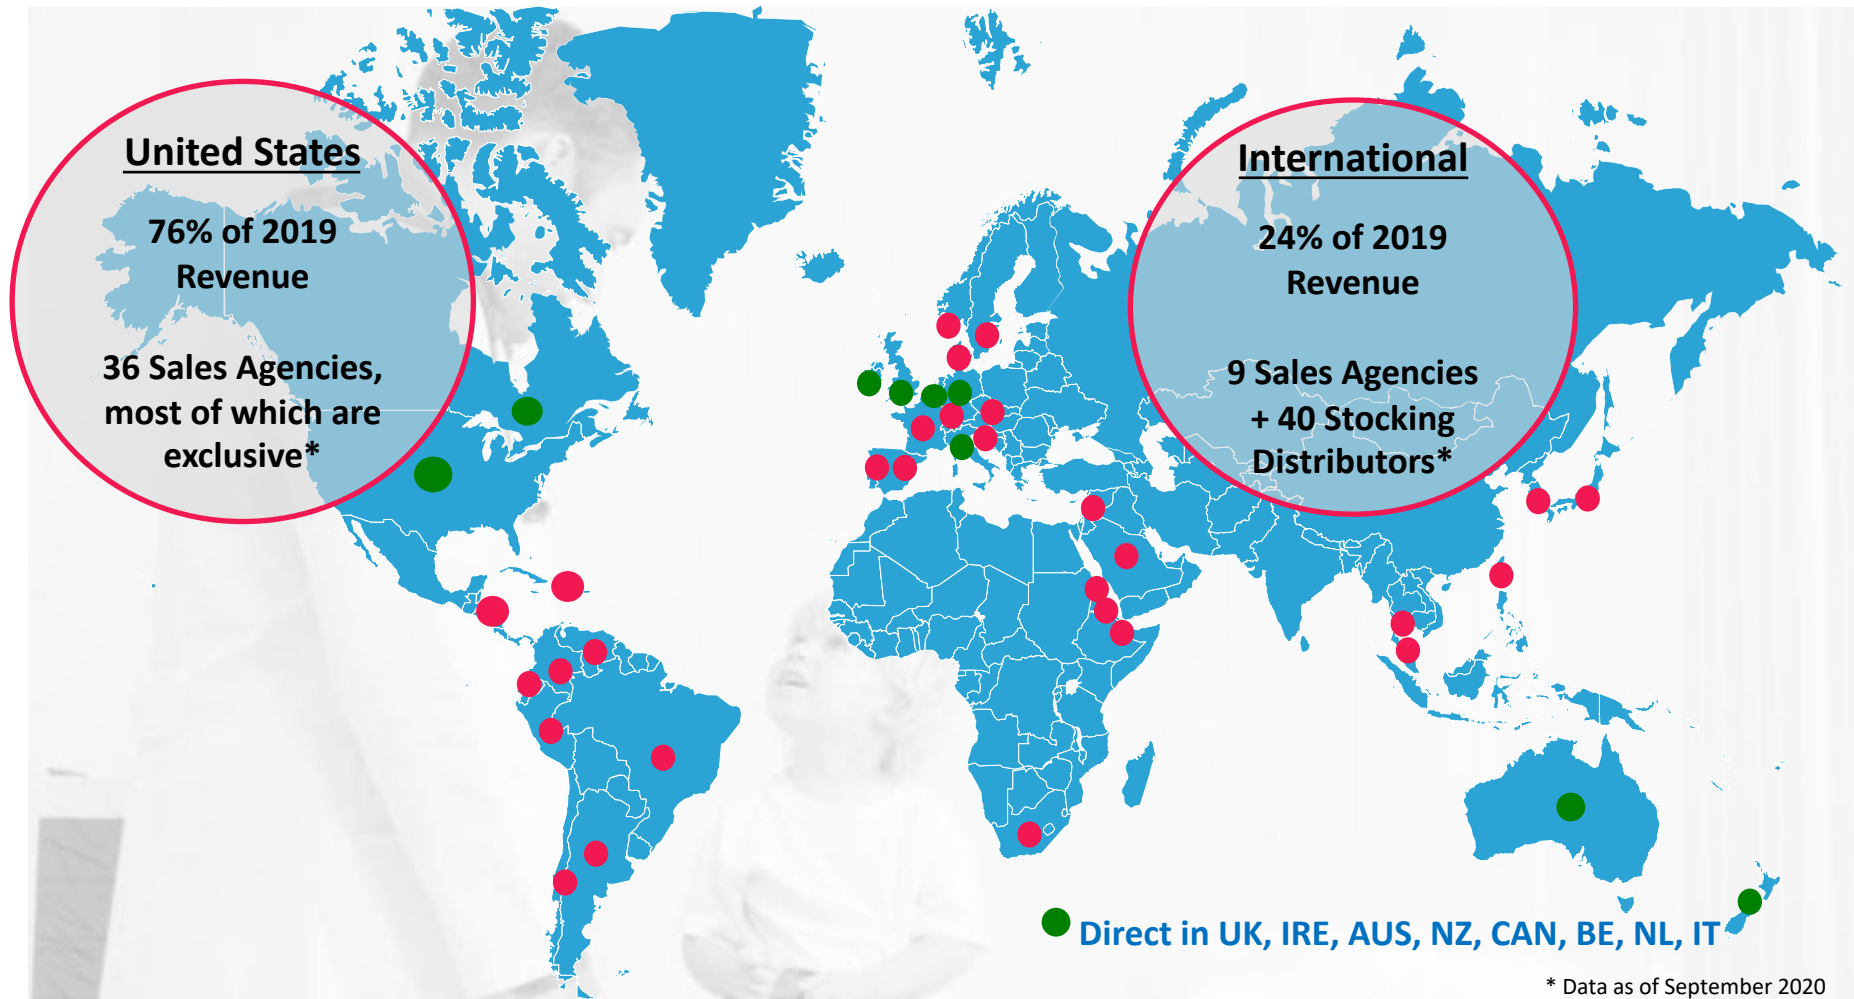 United States
76% of 2019
Revenue
36 Sales Agencies,
most of which are
exclusive*
International
24% of 2019
Revenue
9 Sales Agencies
+ 40 Stocking
Distributors*
Direct in UK, IRE, AUS, NZ, CAN, BE, NL, IT
* Data as of September 2020